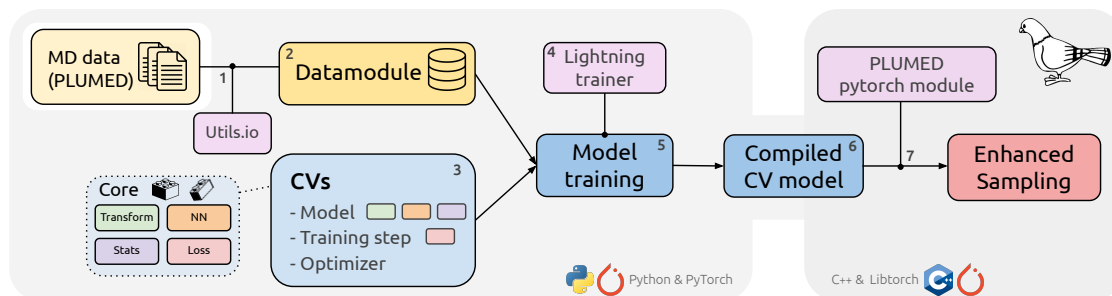 MD data
(PLUMED)
1
Utils.io
2
Datamodule
Core
Transform
NN
Stats
Loss
3
CVs
- Model
- Training step
- Optimizer
4
Lightning
trainer
5
Model
training
6
Compiled
CV model
PLUMED
pytorch module
7
Enhanced
Sampling
Python & PyTorch
C++ & Libtorch
C++